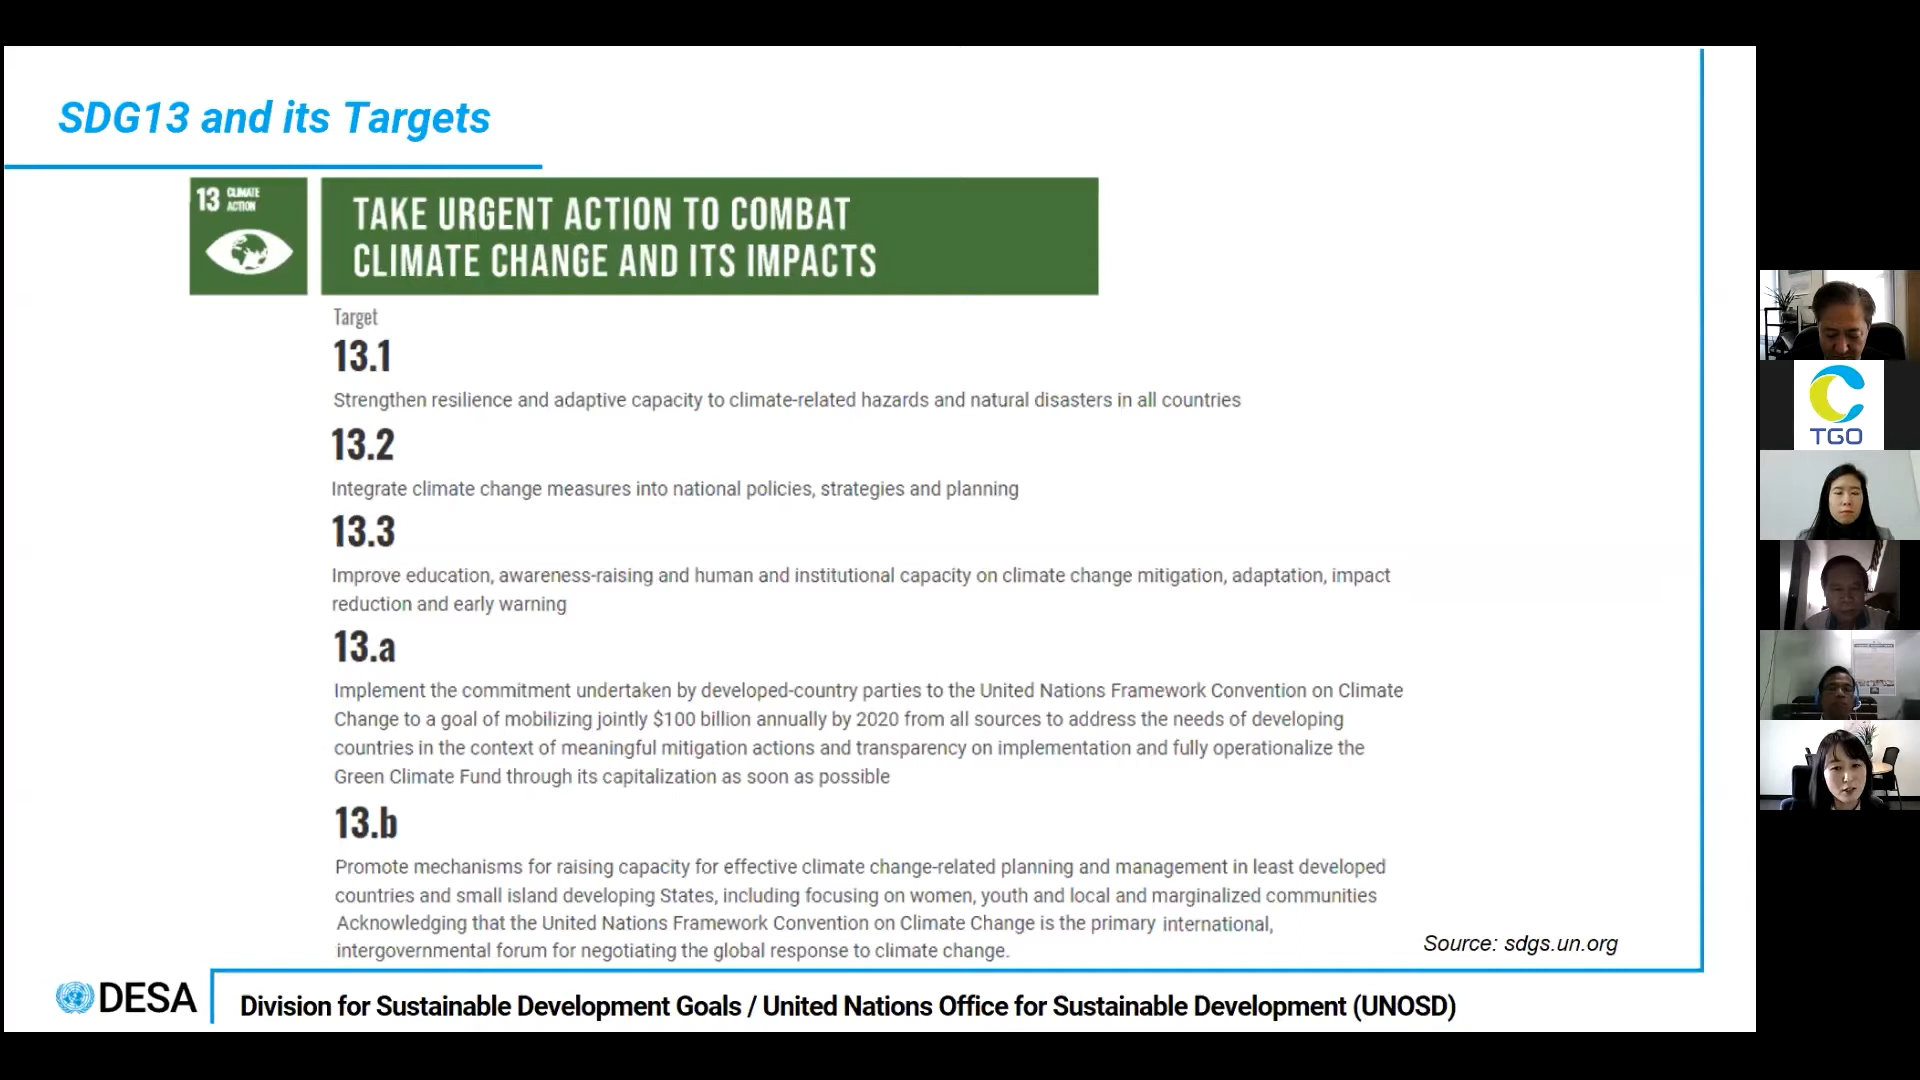 SDG13 and its Targets
13 CLIMATE
ACTION
TAKE URGENT ACTION TO COMBAT
CLIMATE CHANGE AND ITS IMPACTS
Target
13.1
Strengthen resilience and adaptive capacity to climate-related hazards and natural disasters in all countries
13.2
Integrate climate change measures into national policies, strategies and planning
13.3
Improve education, awareness-raising and human and institutional capacity on climate change mitigation, adaptation, impact
reduction and early warning
13.a
Implement the commitment undertaken by developed-country parties to the United Nations Framework Convention on Climate
Change to a goal of mobilizing jointly $100 billion annually by 2020 from all sources to address the needs of developing
countries in the context of meaningful mitigation actions and transparency on implementation and fully operationalize the
Green Climate Fund through its capitalization as soon as possible
13.b
Promote mechanisms for raising capacity for effective climate change-related planning and management in least developed
countries and small island developing States, including focusing on women, youth and local and marginalized communities
Acknowledging that the United Nations Framework Convention on Climate Change is the primary international,
intergovernmental forum for negotiating the global response to climate change.
Source: sdgs.un.org
DESA
Division for Sustainable Development Goals / United Nations Office for Sustainable Development (UNOSD)
TGO